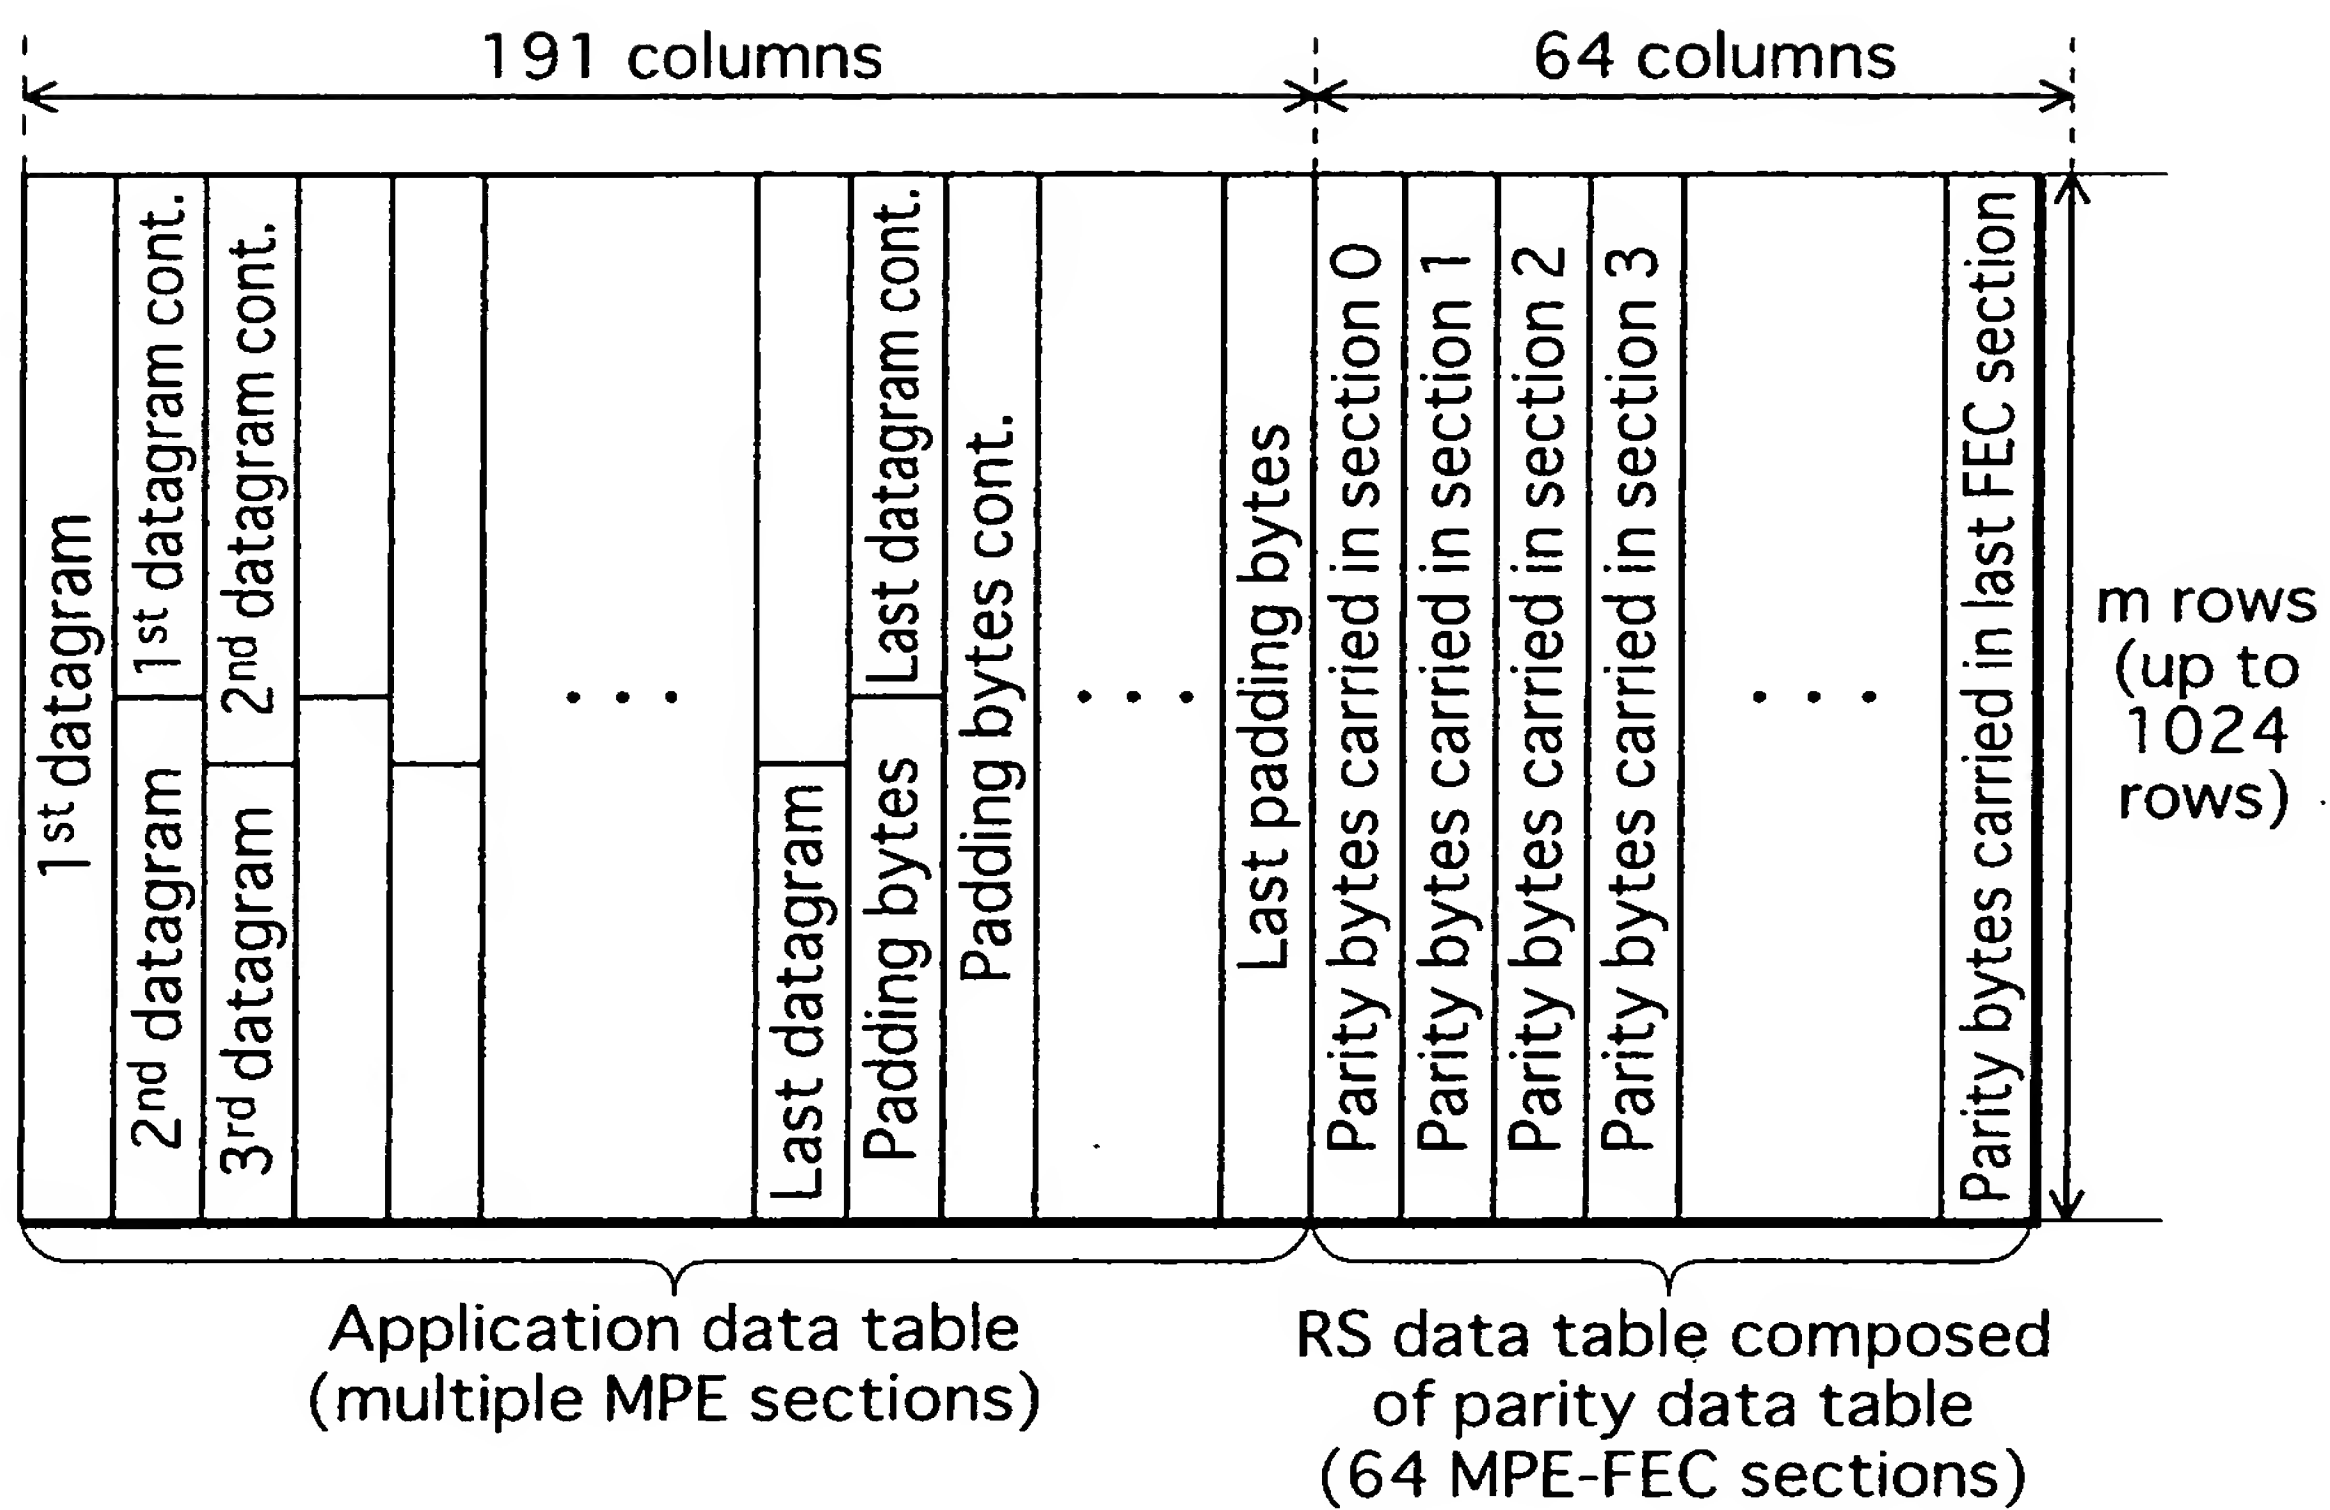 191 columns
64 columns
1st datagram
1st datagram cont.
2nd datagram
2nd datagram cont.
3rd datagram
. . .
Last datagram
Last datagram cont.
Padding bytes
Padding bytes cont.
. . .
Last padding bytes
Parity bytes carried in section 0
Parity bytes carried in section 1
Parity bytes carried in section 2
Parity bytes carried in section 3
. . .
Parity bytes carried in last FEC section
m rows
(up to
1024
rows)
Application data table
(multiple MPE sections)
RS data table composed
of parity data table
(64 MPE-FEC sections)